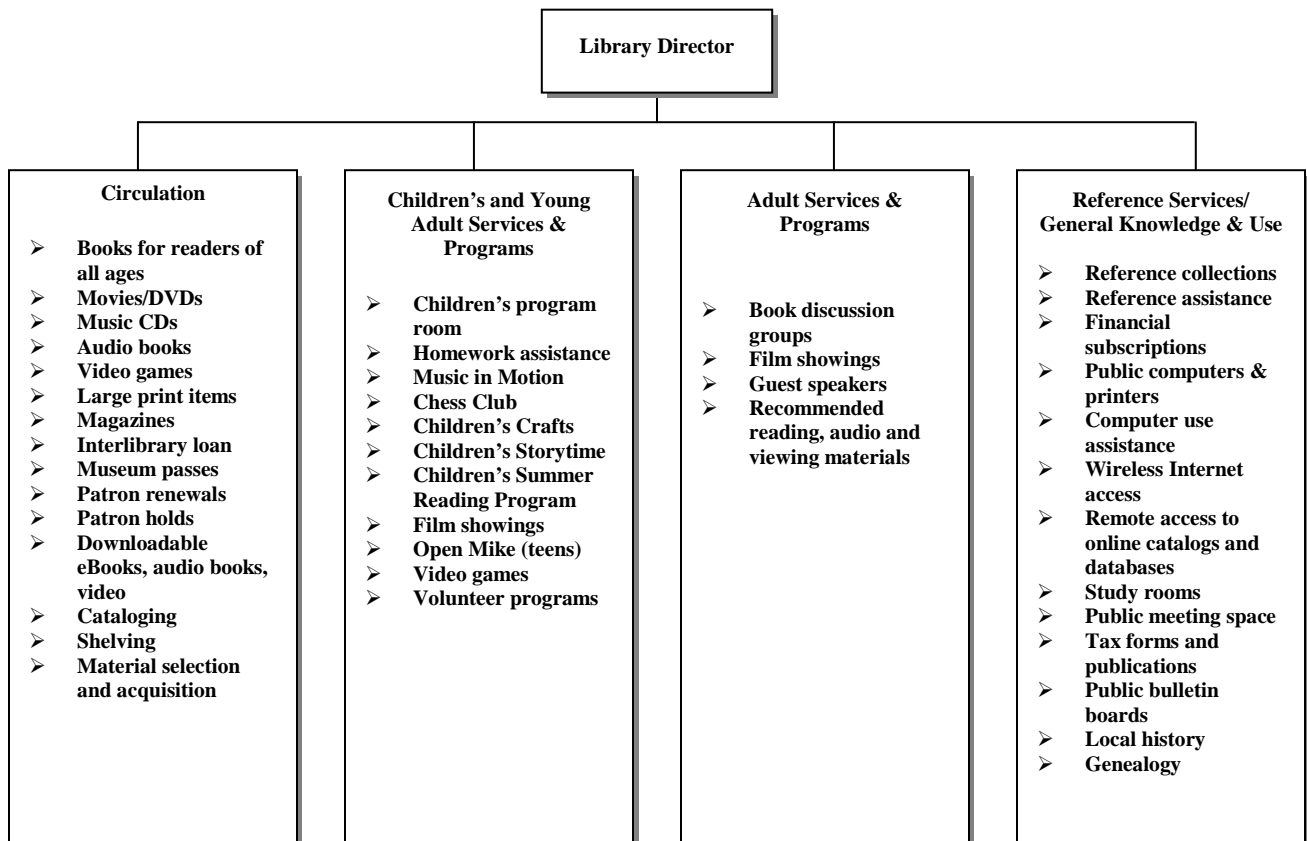 Library Director
Circulation
➢ Books for readers of
all ages
➢ Movies/DVDs
➢ Music CDs
➢ Audio books
➢ Video games
➢ Large print items
➢ Magazines
➢ Interlibrary loan
➢ Museum passes
➢ Patron renewals
➢ Patron holds
➢ Downloadable
eBooks, audio books,
video
➢ Cataloging
➢ Shelving
➢ Material selection
and acquisition
Children’s and Young
Adult Services &
Programs
➢ Children’s program
room
➢ Homework assistance
➢ Music in Motion
➢ Chess Club
➢ Children’s Crafts
➢ Children’s Storytime
➢ Children’s Summer
Reading Program
➢ Film showings
➢ Open Mike (teens)
➢ Video games
➢ Volunteer programs
Adult Services &
Programs
➢ Book discussion
groups
➢ Film showings
➢ Guest speakers
➢ Recommended
reading, audio and
viewing materials
Reference Services/
General Knowledge & Use
➢ Reference collections
➢ Reference assistance
➢ Financial
subscriptions
➢ Public computers &
printers
➢ Computer use
assistance
➢ Wireless Internet
access
➢ Remote access to
online catalogs and
databases
➢ Study rooms
➢ Public meeting space
➢ Tax forms and
publications
➢ Public bulletin
boards
➢ Local history
➢ Genealogy